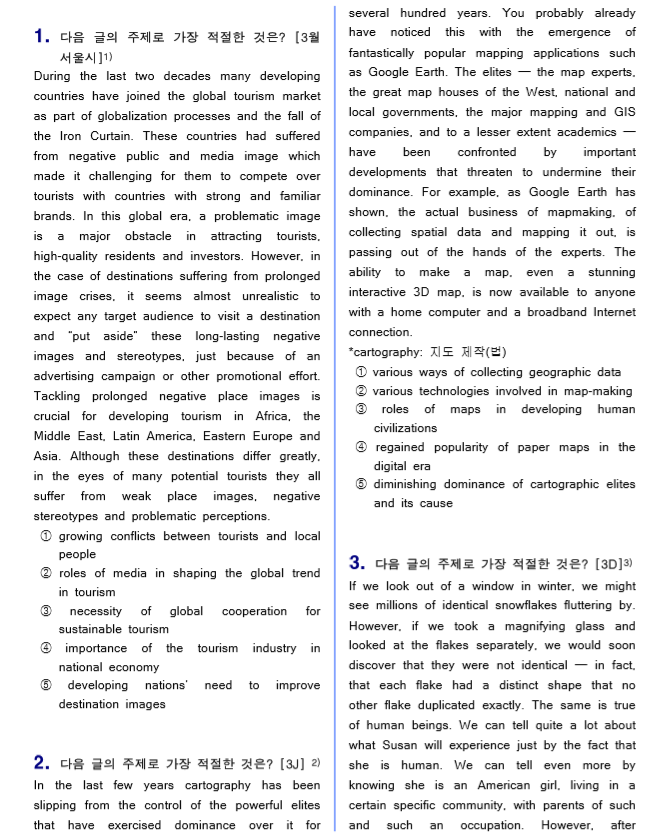 1. 다음 글의 주제로 가장 적절한 것은? [3월
서울시]1)
During the last two decades many developing
countries have joined the global tourism market
as part of globalization processes and the fall of
the Iron Curtain. These countries had suffered
from negative public and media image which
made it challenging for them to compete over
tourists with countries with strong and familiar
brands. In this global era, a problematic image
is a major obstacle in attracting tourists,
high-quality residents and investors. However, in
the case of destinations suffering from prolonged
image crises, it seems almost unrealistic to
expect any target audience to visit a destination
and "put aside" these long-lasting negative
images and stereotypes, just because of an
advertising campaign or other promotional effort.
Tackling prolonged negative place images is
crucial for developing tourism in Africa, the
Middle East, Latin America, Eastern Europe and
Asia. Although these destinations differ greatly,
in the eyes of many potential tourists they all
suffer from weak place images, negative
stereotypes and problematic perceptions.
① growing conflicts between tourists and local
people
② roles of media in shaping the global trend
in tourism
③ necessity of global cooperation for
sustainable tourism
④ importance of the tourism industry in
national economy
⑤ developing nations' need to improve
destination images
2. 다음 글의 주제로 가장 적절한 것은? [3J] 2)
In the last few years cartography has been
slipping from the control of the powerful elites
that have exercised dominance over it for
several hundred years. You probably already
have noticed this with the emergence of
fantastically popular mapping applications such
as Google Earth. The elites — the map experts,
the great map houses of the West, national and
local governments, the major mapping and GIS
companies, and to a lesser extent academics —
have been confronted by important
developments that threaten to undermine their
dominance. For example, as Google Earth has
shown, the actual business of mapmaking, of
collecting spatial data and mapping it out, is
passing out of the hands of the experts. The
ability to make a map, even a stunning
interactive 3D map, is now available to anyone
with a home computer and a broadband Internet
connection.
*cartography: 지도 제작(법)
① various ways of collecting geographic data
② various technologies involved in map-making
③ roles of maps in developing human
civilizations
④ regained popularity of paper maps in the
digital era
⑤ diminishing dominance of cartographic elites
and its cause
3. 다음 글의 주제로 가장 적절한 것은? [3D]3)
If we look out of a window in winter, we might
see millions of identical snowflakes fluttering by.
However, if we took a magnifying glass and
looked at the flakes separately, we would soon
discover that they were not identical — in fact,
that each flake had a distinct shape that no
other flake duplicated exactly. The same is true
of human beings. We can tell quite a lot about
what Susan will experience just by the fact that
she is human. We can tell even more by
knowing she is an American girl, living in a
certain specific community, with parents of such
and such an occupation. However, after